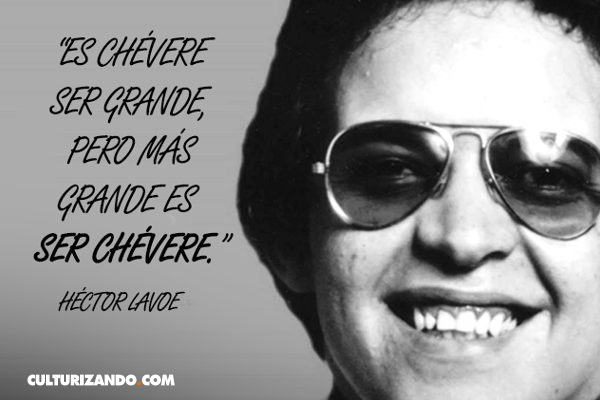 “ES CHÉVERE
SER GRANDE,
PERO MÁS
GRANDE ES
SER CHÉVERE.”
HÉCTOR LAVOE
CULTURIZANDO.COM